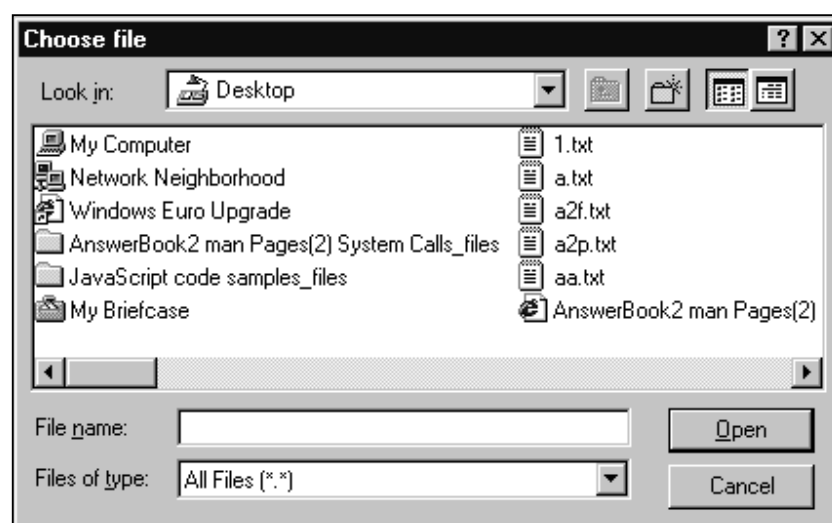 Choose file
Look in: Desktop
My Computer
Network Neighborhood
Windows Euro Upgrade
AnswerBook2 man Pages(2) System Calls_files
JavaScript code samples_files
My Briefcase
1.txt
a.txt
a2f.txt
a2p.txt
aa.txt
AnswerBook2 man Pages(2)
File name:
Open
Files of type: All Files (*.*)
Cancel